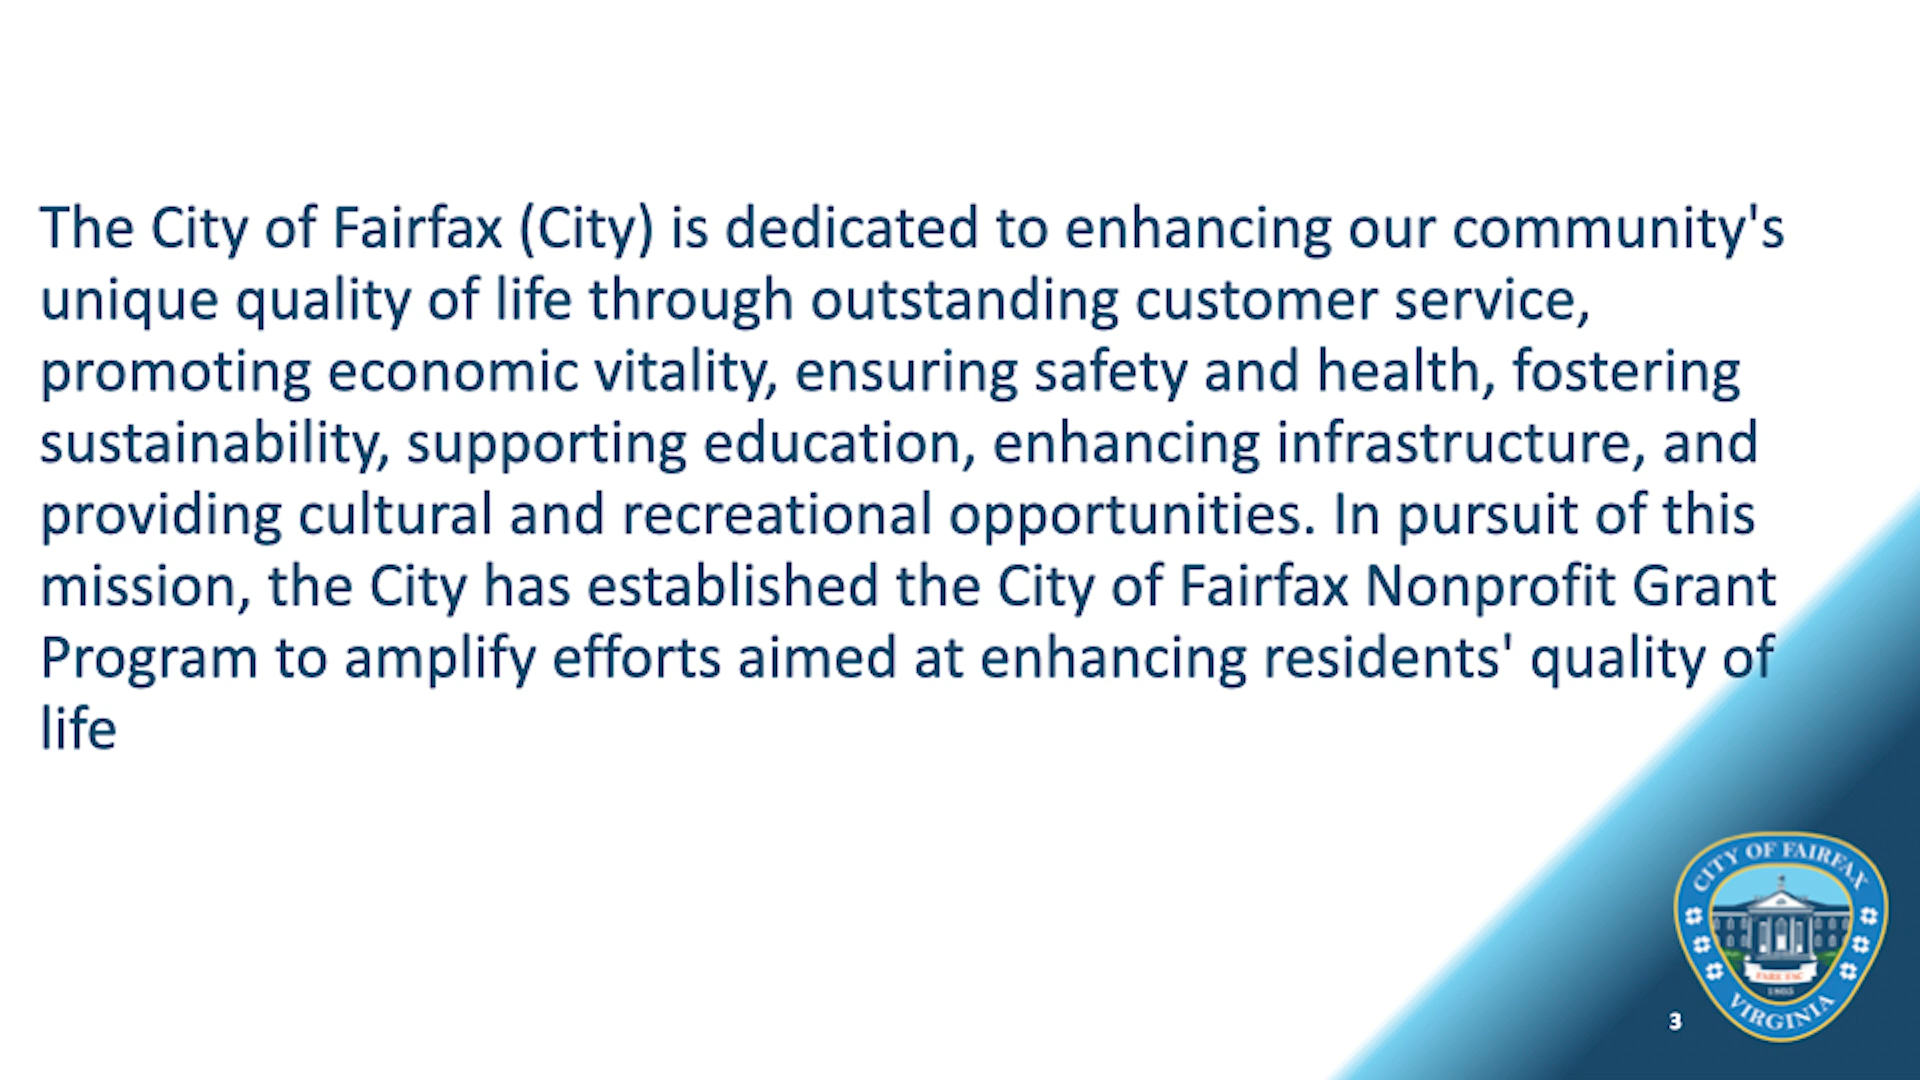 The City of Fairfax (City) is dedicated to enhancing our community's
unique quality of life through outstanding customer service,
promoting economic vitality, ensuring safety and health, fostering
sustainability, supporting education, enhancing infrastructure, and
providing cultural and recreational opportunities. In pursuit of this
mission, the City has established the City of Fairfax Nonprofit Grant
Program to amplify efforts aimed at enhancing residents' quality of
life
CITY OF FAIRFAX
FARE FAC
VIRGINIA
3